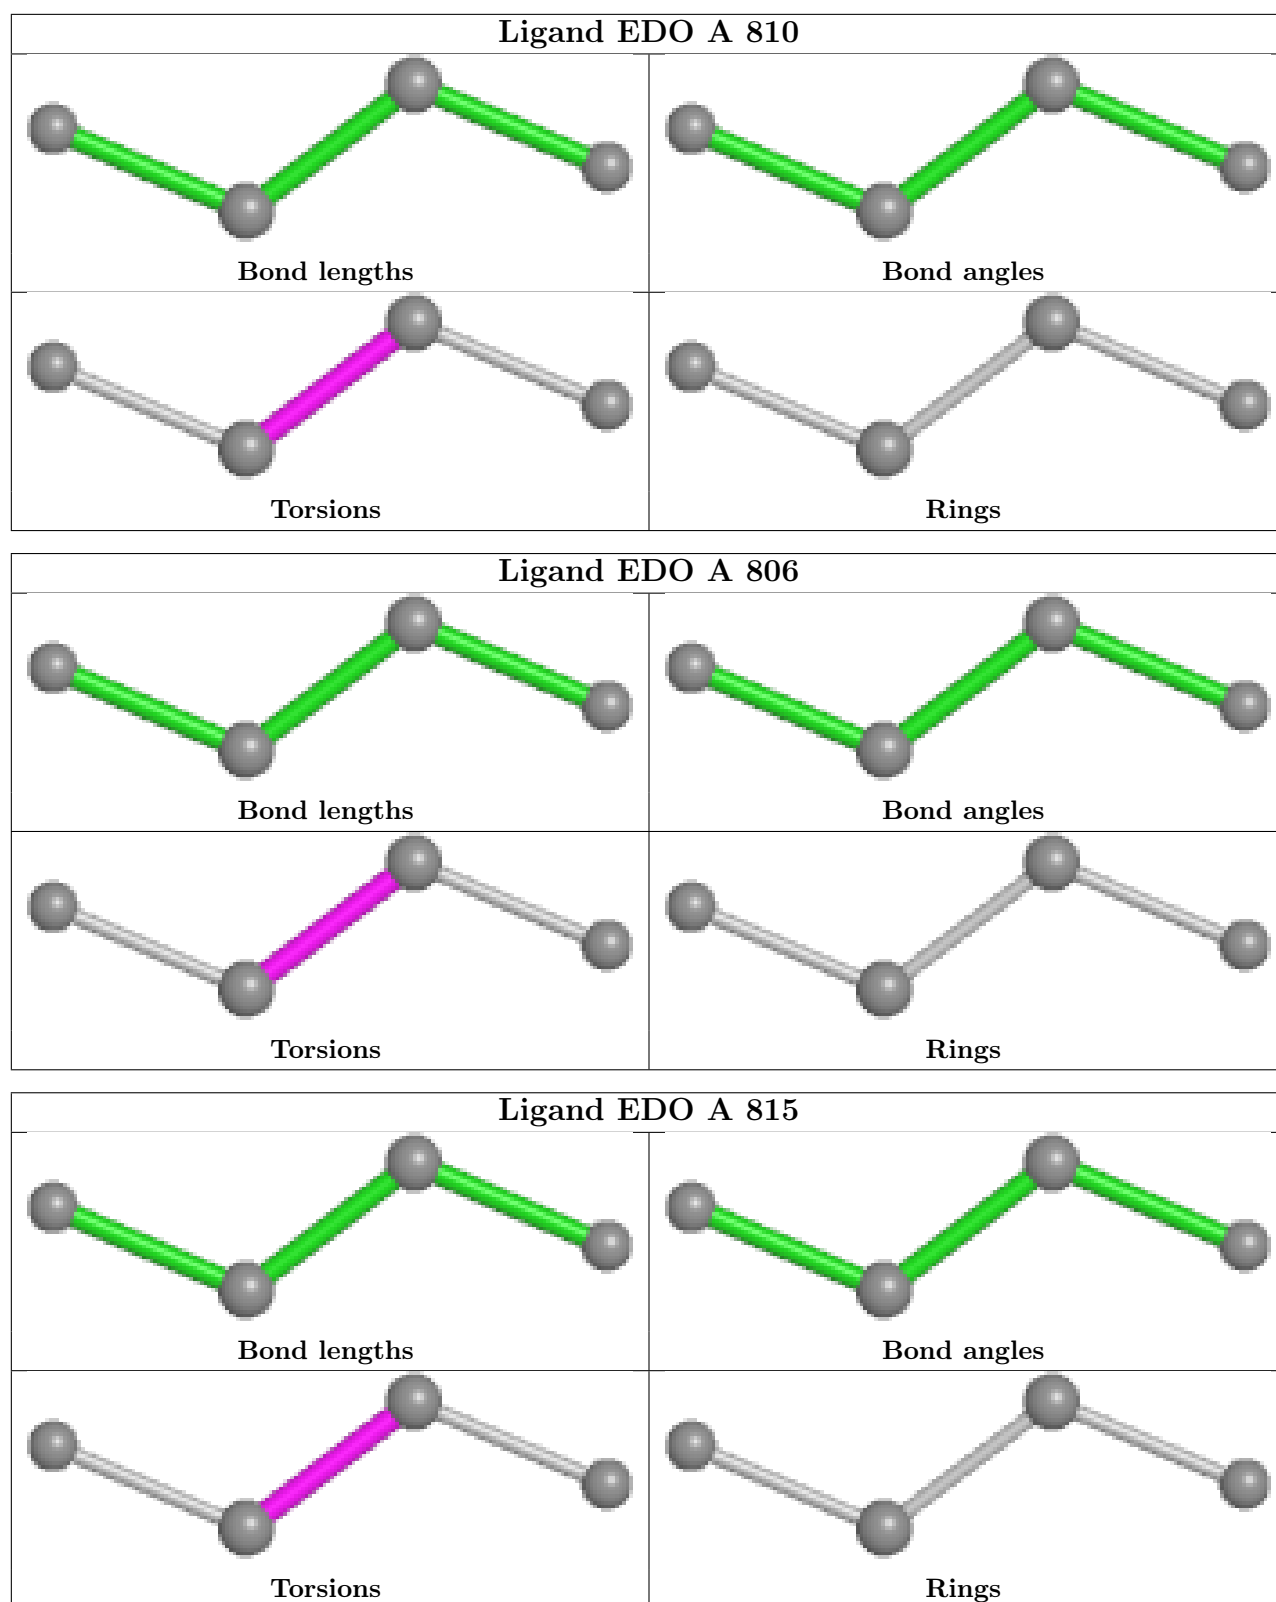 Ligand EDO A 810
Bond lengths
Bond angles
Torsions
Rings
Ligand EDO A 806
Bond lengths
Bond angles
Torsions
Rings
Ligand EDO A 815
Bond lengths
Bond angles
Torsions
Rings